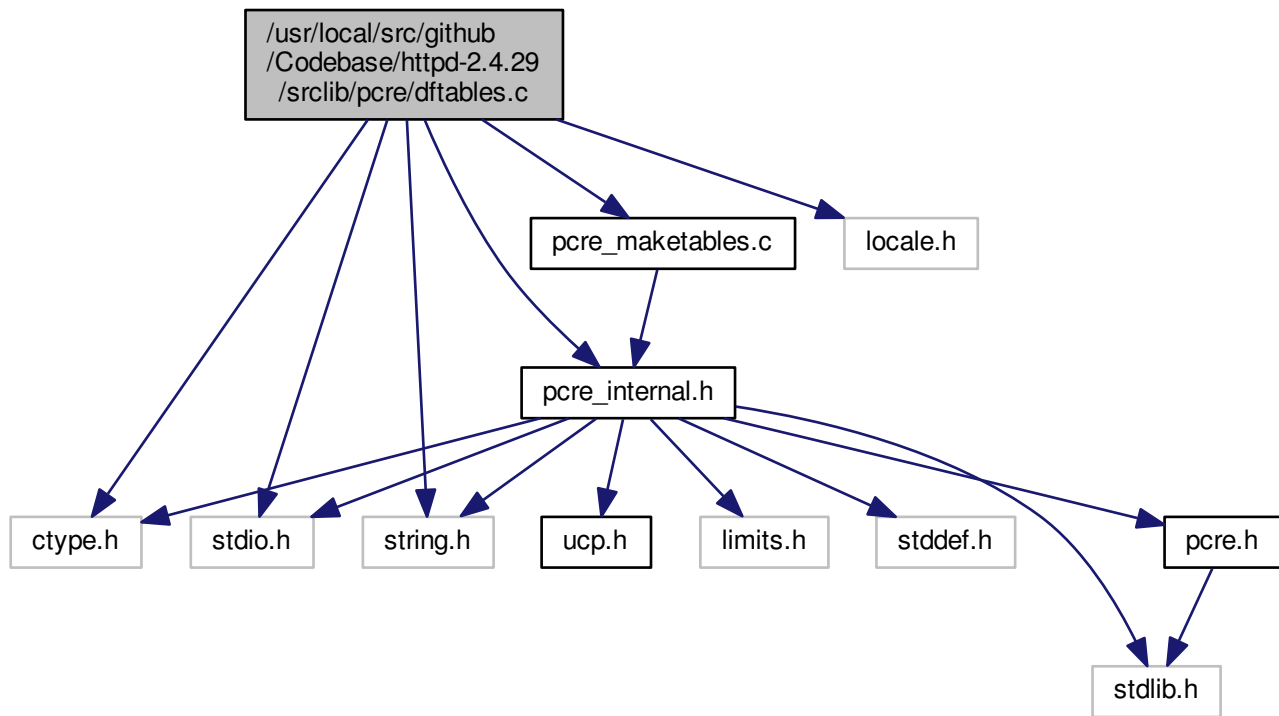 /usr/local/src/github
/Codebase/httpd-2.4.29
/srclib/pcre/dftables.c
pcre_maketables.c
locale.h
pcre_internal.h
ctype.h
stdio.h
string.h
ucp.h
limits.h
stddef.h
pcre.h
stdlib.h